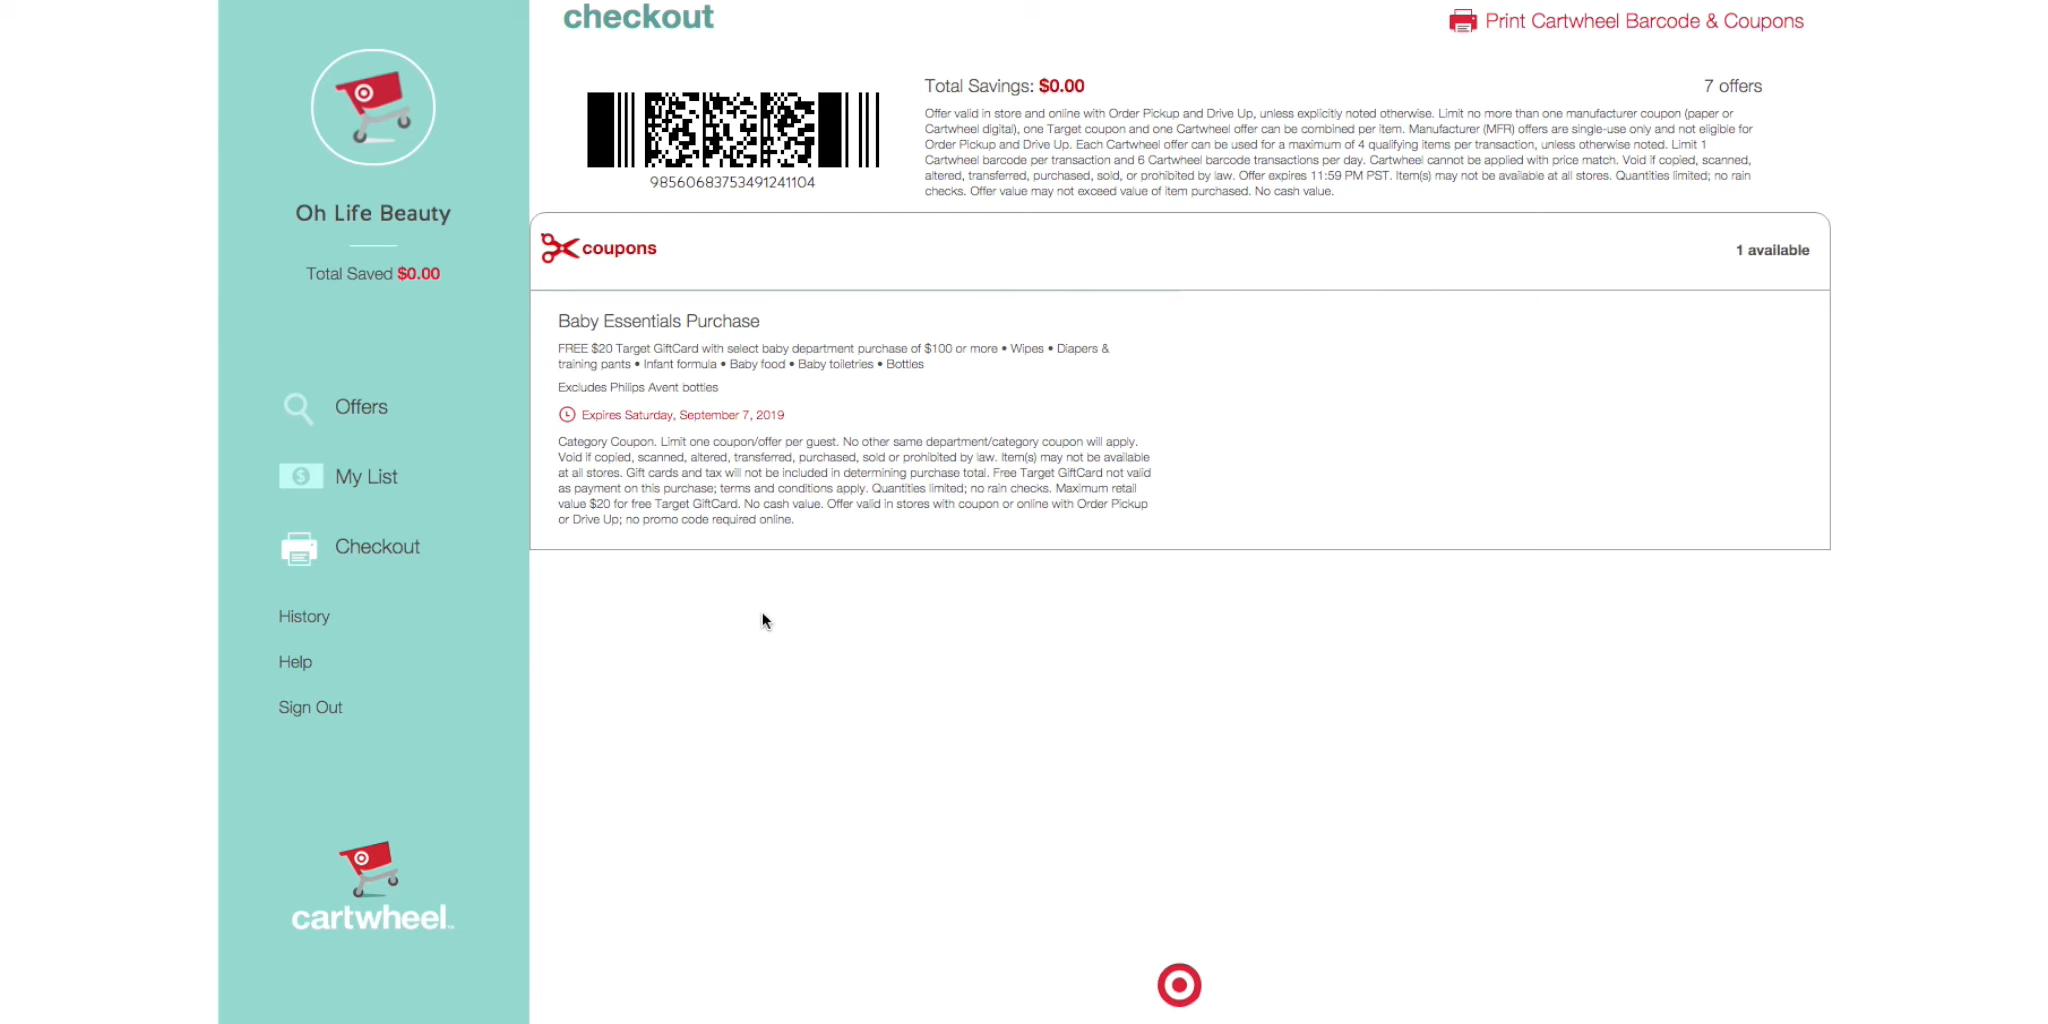 checkout
Print Cartwheel Barcode & Coupons
Oh Life Beauty
Total Saved $0.00
Offers
My List
Checkout
History
Help
Sign Out
cartwheel™
98560683753491241104
Total Savings: $0.00
7 offers
Offer valid in store and online with Order Pickup and Drive Up, unless explicitly noted otherwise. Limit no more than one manufacturer coupon (paper or
Cartwheel digital), one Target coupon and one Cartwheel offer can be combined per item. Manufacturer (MFR) offers are single-use only and not eligible for
Order Pickup and Drive Up. Each Cartwheel offer can be used for a maximum of 4 qualifying items per transaction, unless otherwise noted. Limit 1
Cartwheel barcode per transaction and 6 Cartwheel barcode transactions per day. Cartwheel cannot be applied with price match. Void if copied, scanned,
altered, transferred, purchased, sold, or prohibited by law. Offer expires 11:59 PM PST. Item(s) may not be available at all stores. Quantities limited; no rain
checks. Offer value may not exceed value of item purchased. No cash value.
coupons
1 available
Baby Essentials Purchase
FREE $20 Target GiftCard with select baby department purchase of $100 or more • Wipes • Diapers &
training pants • Infant formula • Baby food • Baby toiletries • Bottles
Excludes Philips Avent bottles
Expires Saturday, September 7, 2019
Category Coupon. Limit one coupon/offer per guest. No other same department/category coupon will apply.
Void if copied, scanned, altered, transferred, purchased, sold or prohibited by law. Item(s) may not be available
at all stores. Gift cards and tax will not be included in determining purchase total. Free Target GiftCard not valid
as payment on this purchase; terms and conditions apply. Quantities limited; no rain checks. Maximum retail
value $20 for free Target GiftCard. No cash value. Offer valid in stores with coupon or online with Order Pickup
or Drive Up; no promo code required online.